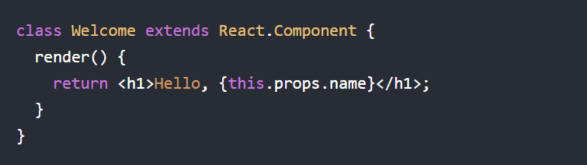 class Welcome extends React.Component {
  render() {
    return <h1>Hello, {this.props.name}</h1>;
  }
}